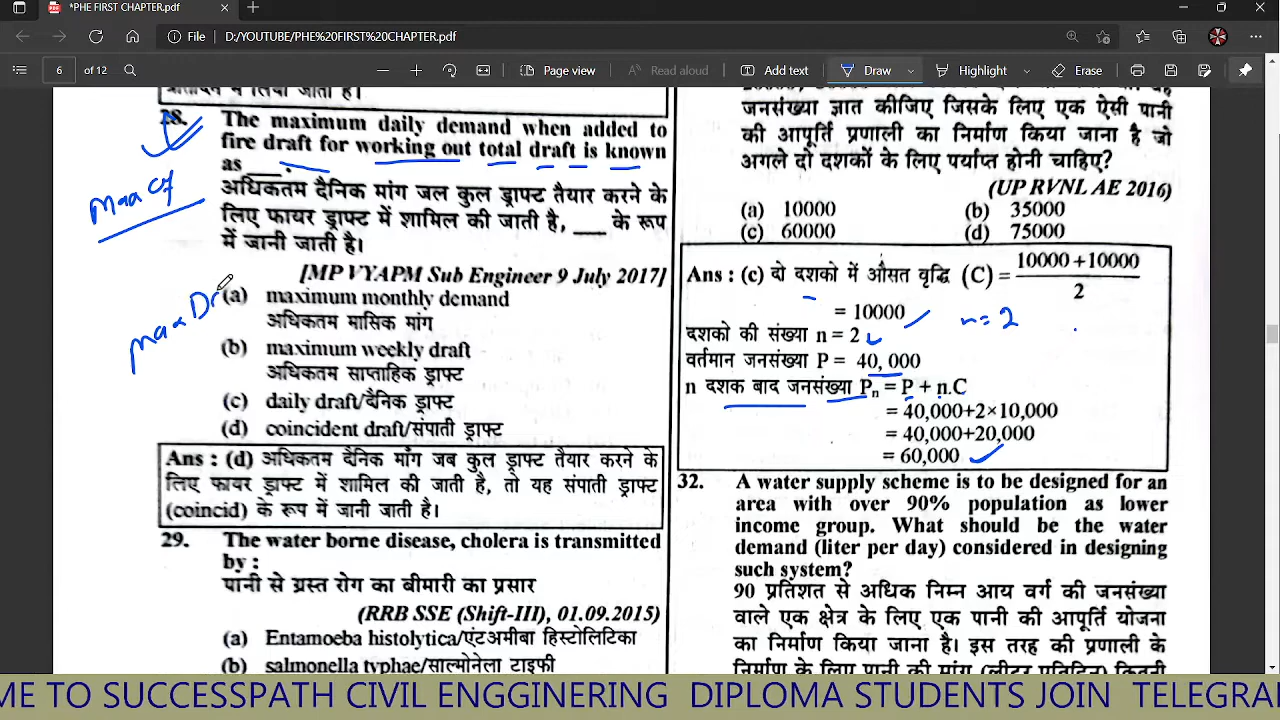 *PHE FIRST CHAPTER.pdf
File D:/YOUTUBE/PHE%20FIRST%20CHAPTER.pdf
6 of 12 Page view Read aloud Add text Draw Highlight Erase
28. The maximum daily demand when added to
fire draft for working out total draft is known
as ___.
अधिकतम दैनिक मांग जल कुल ड्राफ्ट तैयार करने के
लिए फायर ड्राफ्ट में शामिल की जाती है, ___ के रूप
में जानी जाती है।
[MP VYAPM Sub Engineer 9 July 2017]
(a) maximum monthly demand
अधिकतम मासिक मांग
(b) maximum weekly draft
अधिकतम साप्ताहिक ड्राफ्ट
(c) daily draft/दैनिक ड्राफ्ट
(d) coincident draft/संपाती ड्राफ्ट
Ans : (d) अधिकतम दैनिक माँग जब कुल ड्राफ्ट तैयार करने के
लिए फायर ड्राफ्ट में शामिल की जाती है, तो यह संपाती ड्राफ्ट
(coincid) के रूप में जानी जाती है।
29. The water borne disease, cholera is transmitted
by :
पानी से ग्रस्त रोग का बीमारी का प्रसार
(RRB SSE (Shift-III), 01.09.2015)
(a) Entamoeba histolytica/एंटअमीबा हिस्टोलिटिका
(b) salmonella typhae/साल्मोनेला टाइफी
जनसंख्या ज्ञात कीजिए जिसके लिए एक ऐसी पानी
की आपूर्ति प्रणाली का निर्माण किया जाना है जो
अगले दो दशकों के लिए पर्याप्त होनी चाहिए?
(UP RVNL AE 2016)
(a) 10000 (b) 35000
(c) 60000 (d) 75000
Ans : (c) दो दशको में औसत वृद्धि (C) = 10000+10000
2
= 10000
n=2
दशकों की संख्या n = 2
वर्तमान जनसंख्या P = 40, 000
n दशक बाद जनसंख्या Pn = P + n.C
= 40,000+2×10,000
= 40,000+20,000
= 60,000
32. A water supply scheme is to be designed for an
area with over 90% population as lower
income group. What should be the water
demand (liter per day) considered in designing
such system?
90 प्रतिशत से अधिक निम्न आय वर्ग की जनसंख्या
वाले एक क्षेत्र के लिए एक पानी की आपूर्ति योजना
का निर्माण किया जाना है। इस तरह की प्रणाली के
ME TO SUCCESSPATH CIVIL ENGGINERING DIPLOMA STUDENTS JOIN TELEGRA